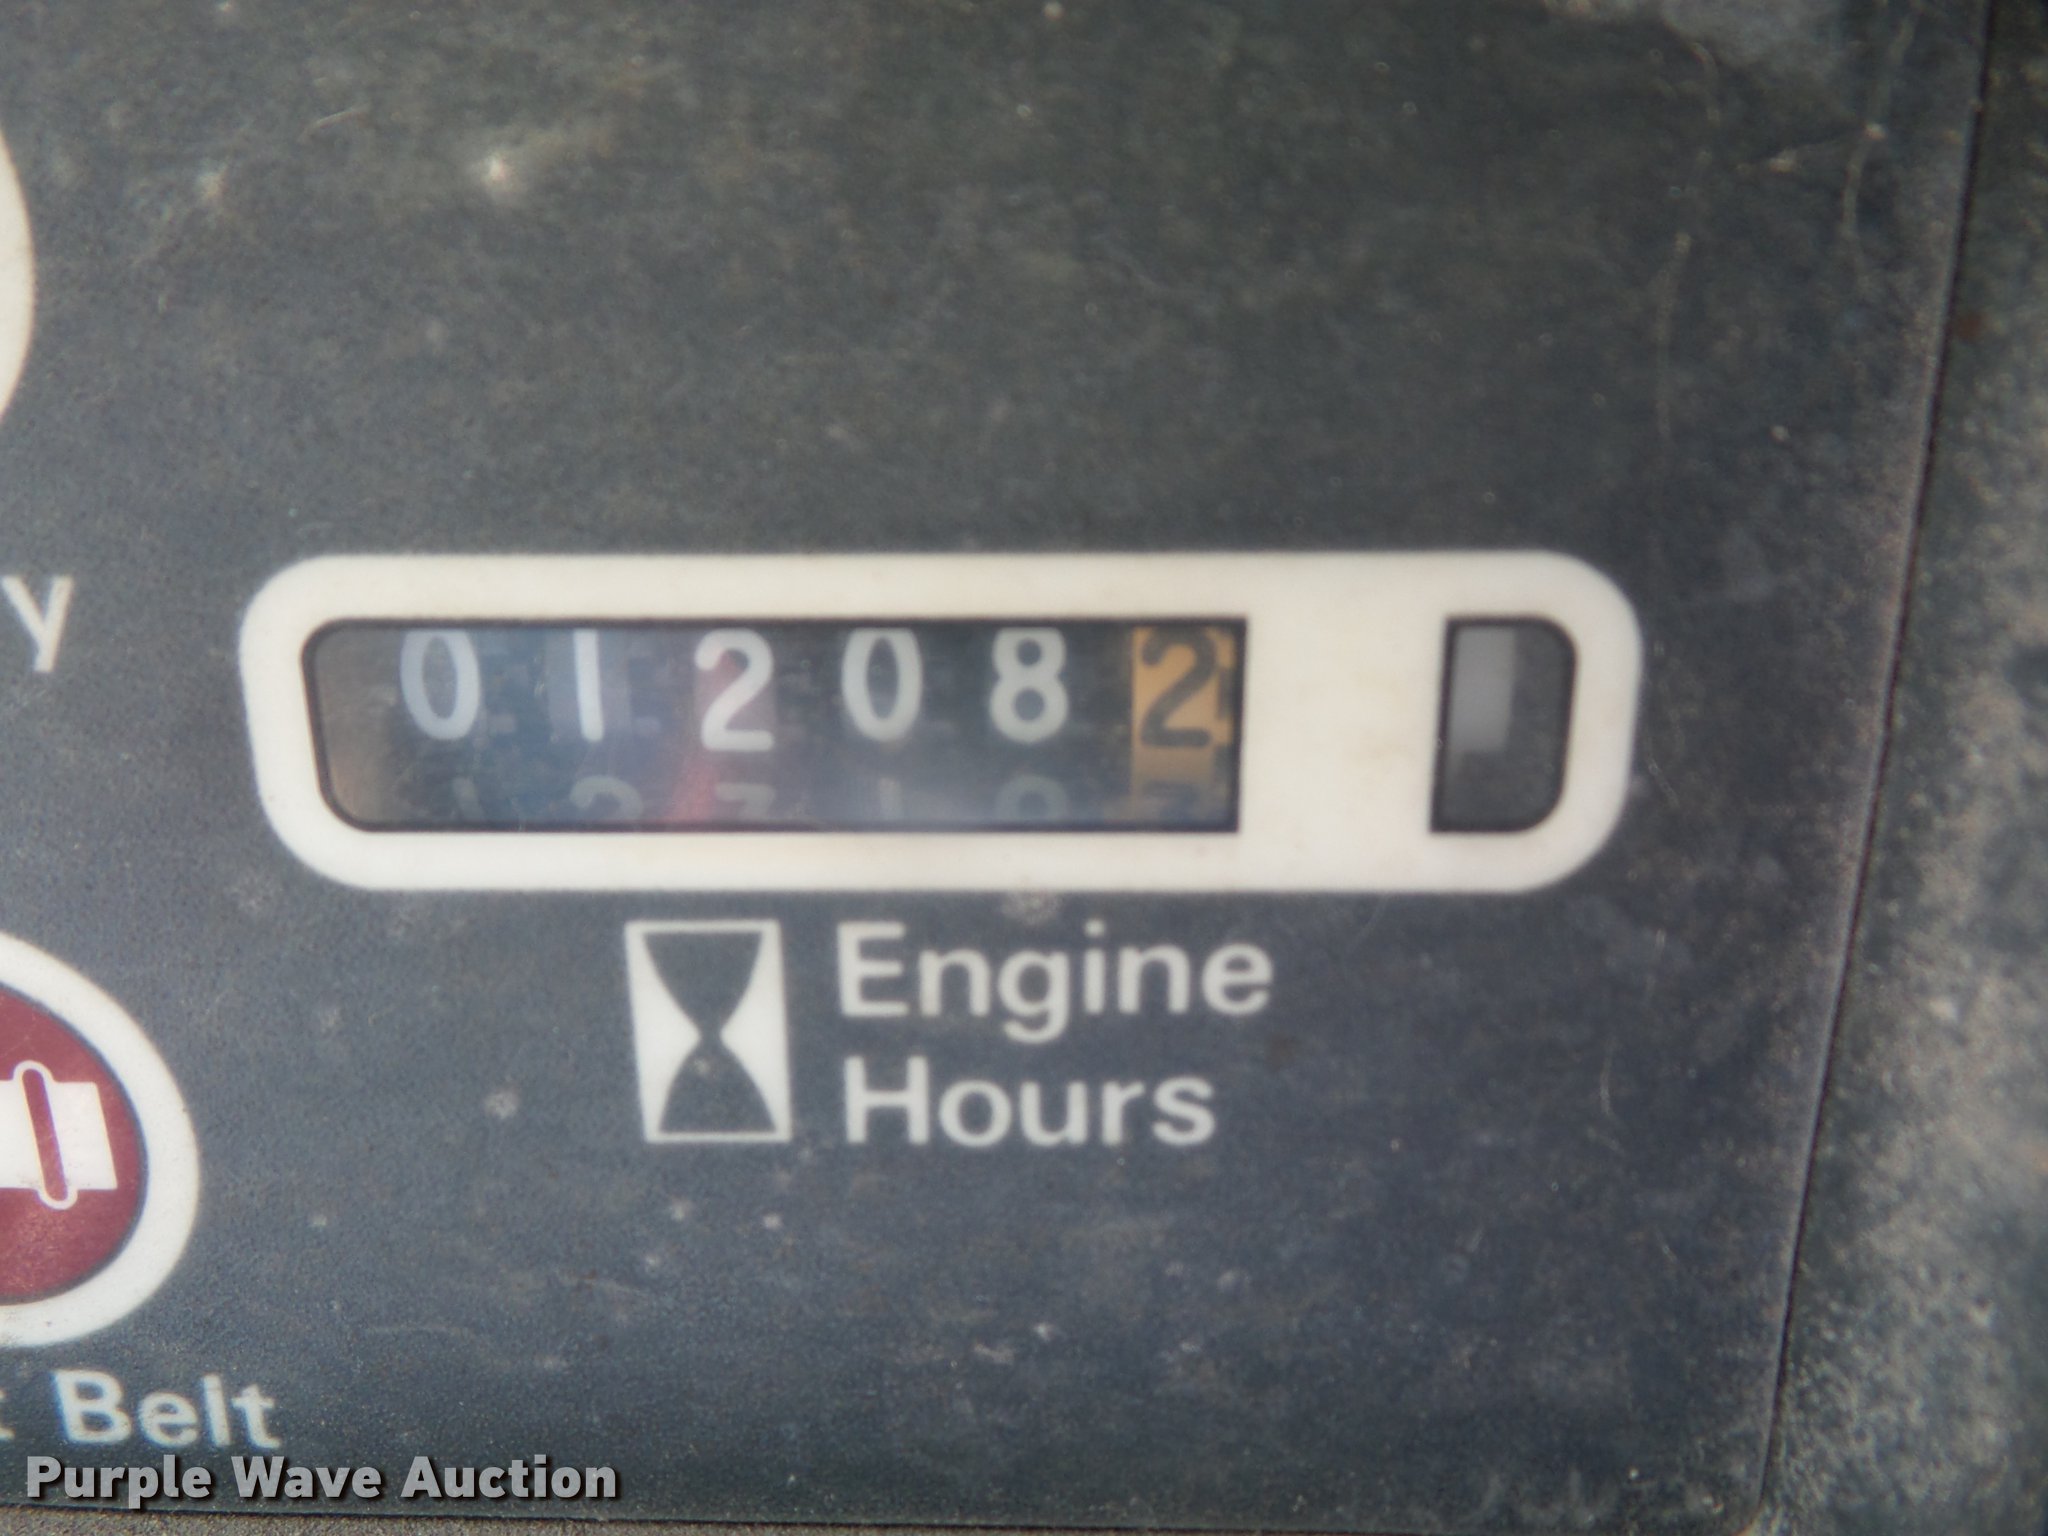 y
012082
Engine
Hours
t Belt
Purple Wave Auction